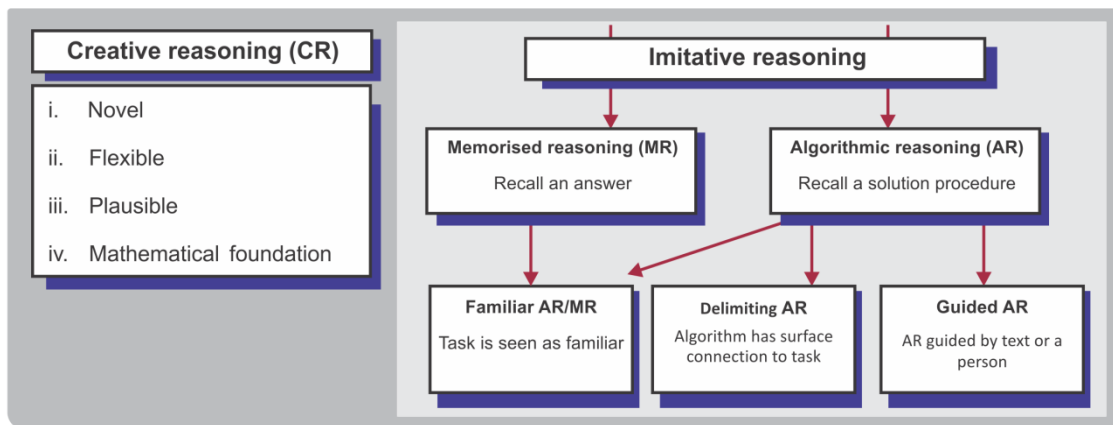 Creative reasoning (CR)
i. Novel
ii. Flexible
iii. Plausible
iv. Mathematical foundation
Imitative reasoning
Memorised reasoning (MR)
Recall an answer
Algorithmic reasoning (AR)
Recall a solution procedure
Familiar AR/MR
Task is seen as familiar
Delimiting AR
Algorithm has surface
connection to task
Guided AR
AR guided by text or a
person